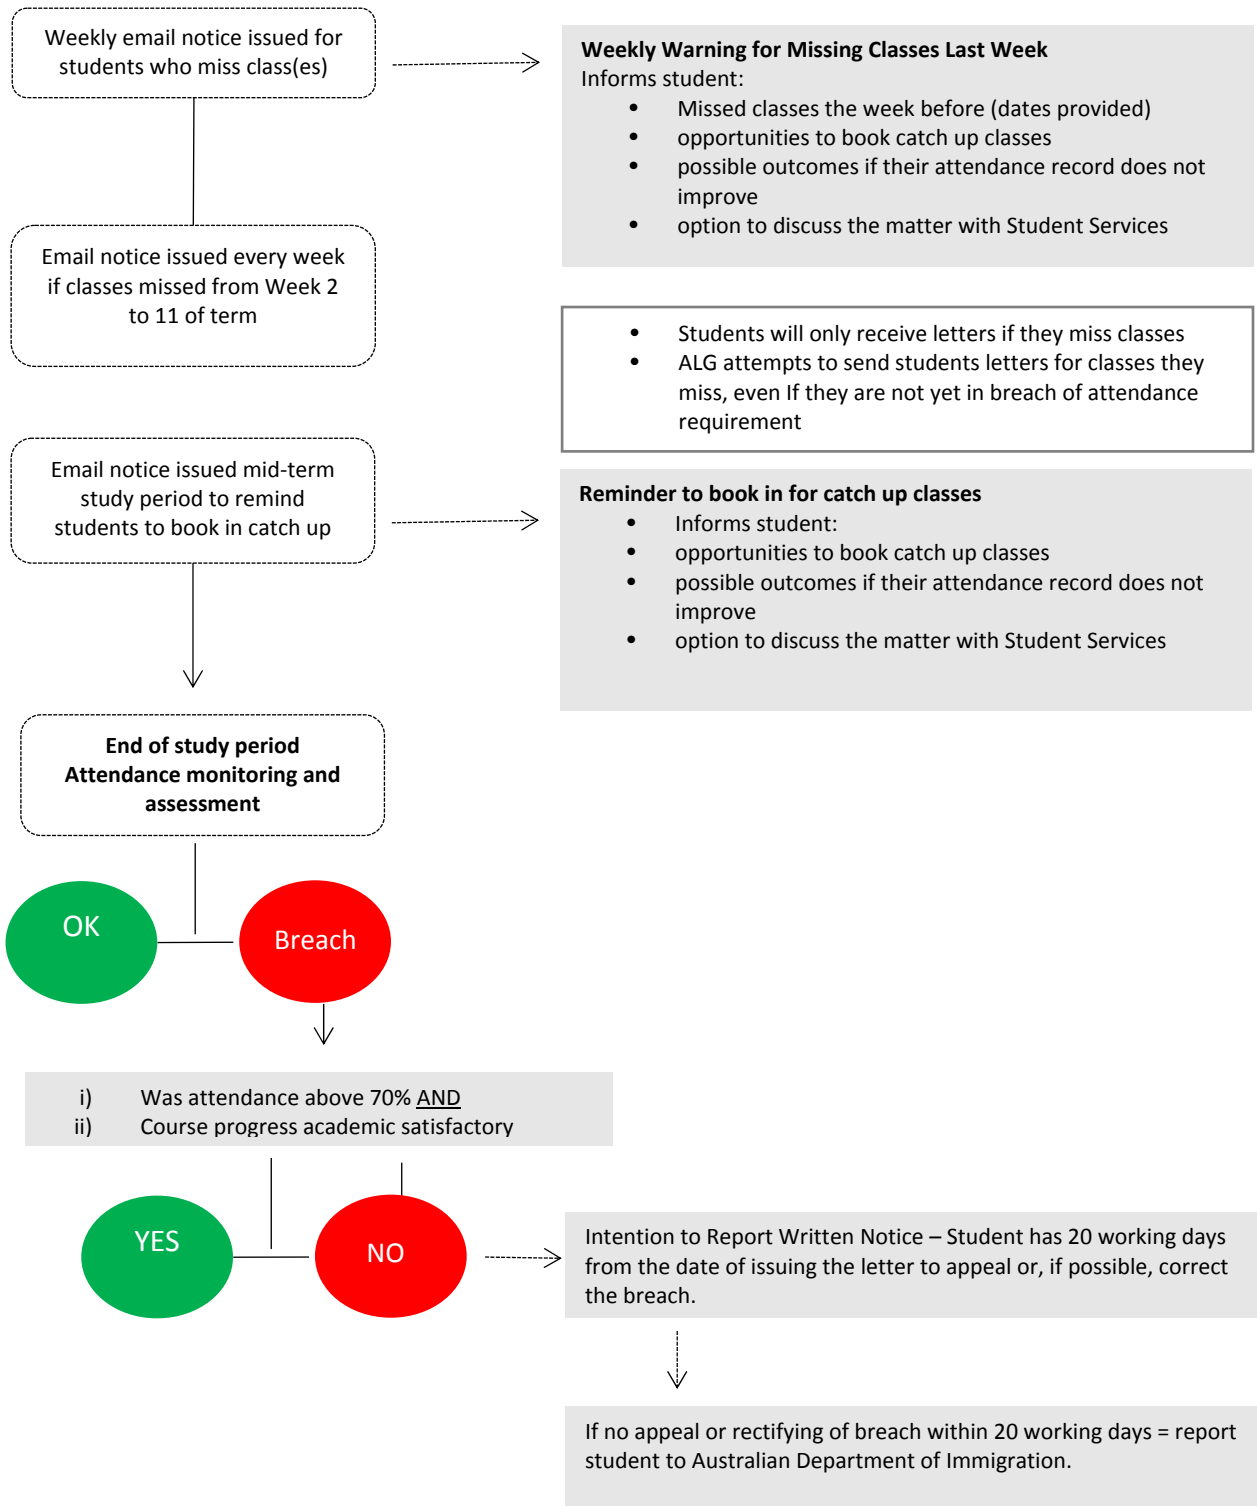 Weekly email notice issued for
students who miss class(es)
Weekly Warning for Missing Classes Last Week
Informs student:
• Missed classes the week before (dates provided)
• opportunities to book catch up classes
• possible outcomes if their attendance record does not
improve
• option to discuss the matter with Student Services
Email notice issued every week
if classes missed from Week 2
to 11 of term
• Students will only receive letters if they miss classes
• ALG attempts to send students letters for classes they
miss, even If they are not yet in breach of attendance
requirement
Email notice issued mid-term
study period to remind
students to book in catch up
Reminder to book in for catch up classes
• Informs student:
• opportunities to book catch up classes
• possible outcomes if their attendance record does not
improve
• option to discuss the matter with Student Services
End of study period
Attendance monitoring and
assessment
OK
Breach
i) Was attendance above 70% AND
ii) Course progress academic satisfactory
YES
NO
Intention to Report Written Notice – Student has 20 working days
from the date of issuing the letter to appeal or, if possible, correct
the breach.
If no appeal or rectifying of breach within 20 working days = report
student to Australian Department of Immigration.